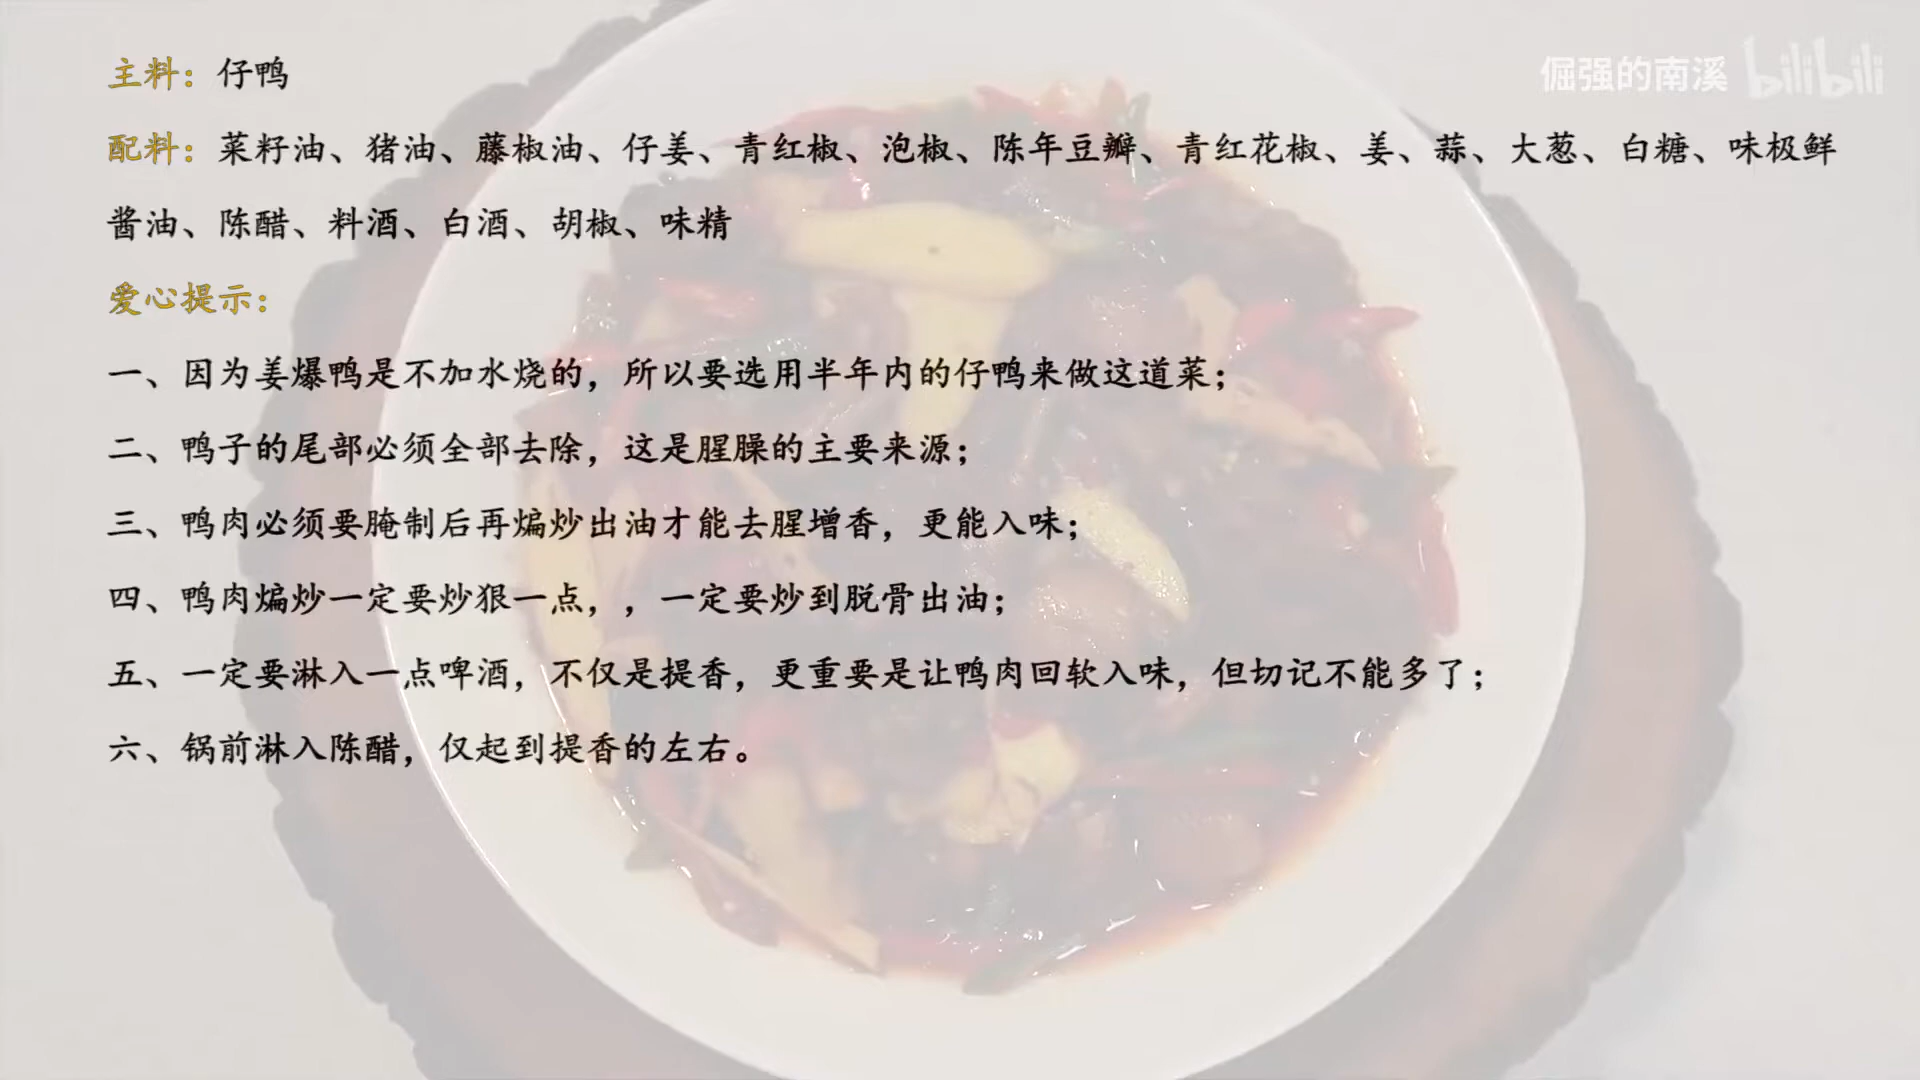 倔强的南溪 bilibili
主料：仔鸭
配料：菜籽油、猪油、藤椒油、仔姜、青红椒、泡椒、陈年豆瓣、青红花椒、姜、蒜、大葱、白糖、味极鲜
酱油、陈醋、料酒、白酒、胡椒、味精
爱心提示：
一、因为姜爆鸭是不加水烧的，所以要选用半年内的仔鸭来做这道菜；
二、鸭子的尾部必须全部去除，这是腥臊的主要来源；
三、鸭肉必须要腌制后再煸炒出油才能去腥增香，更能入味；
四、鸭肉煸炒一定要炒狠一点，，一定要炒到脱骨出油；
五、一定要淋入一点啤酒，不仅是提香，更重要是让鸭肉回软入味，但切记不能多了；
六、锅前淋入陈醋，仅起到提香的左右。